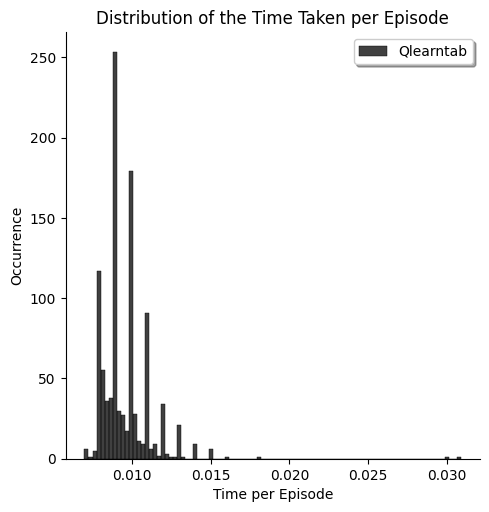 Distribution of the Time Taken per Episode
Qlearntab
250
200
150
100
50
0
Occurrence
0.010 0.015 0.020 0.025 0.030
Time per Episode